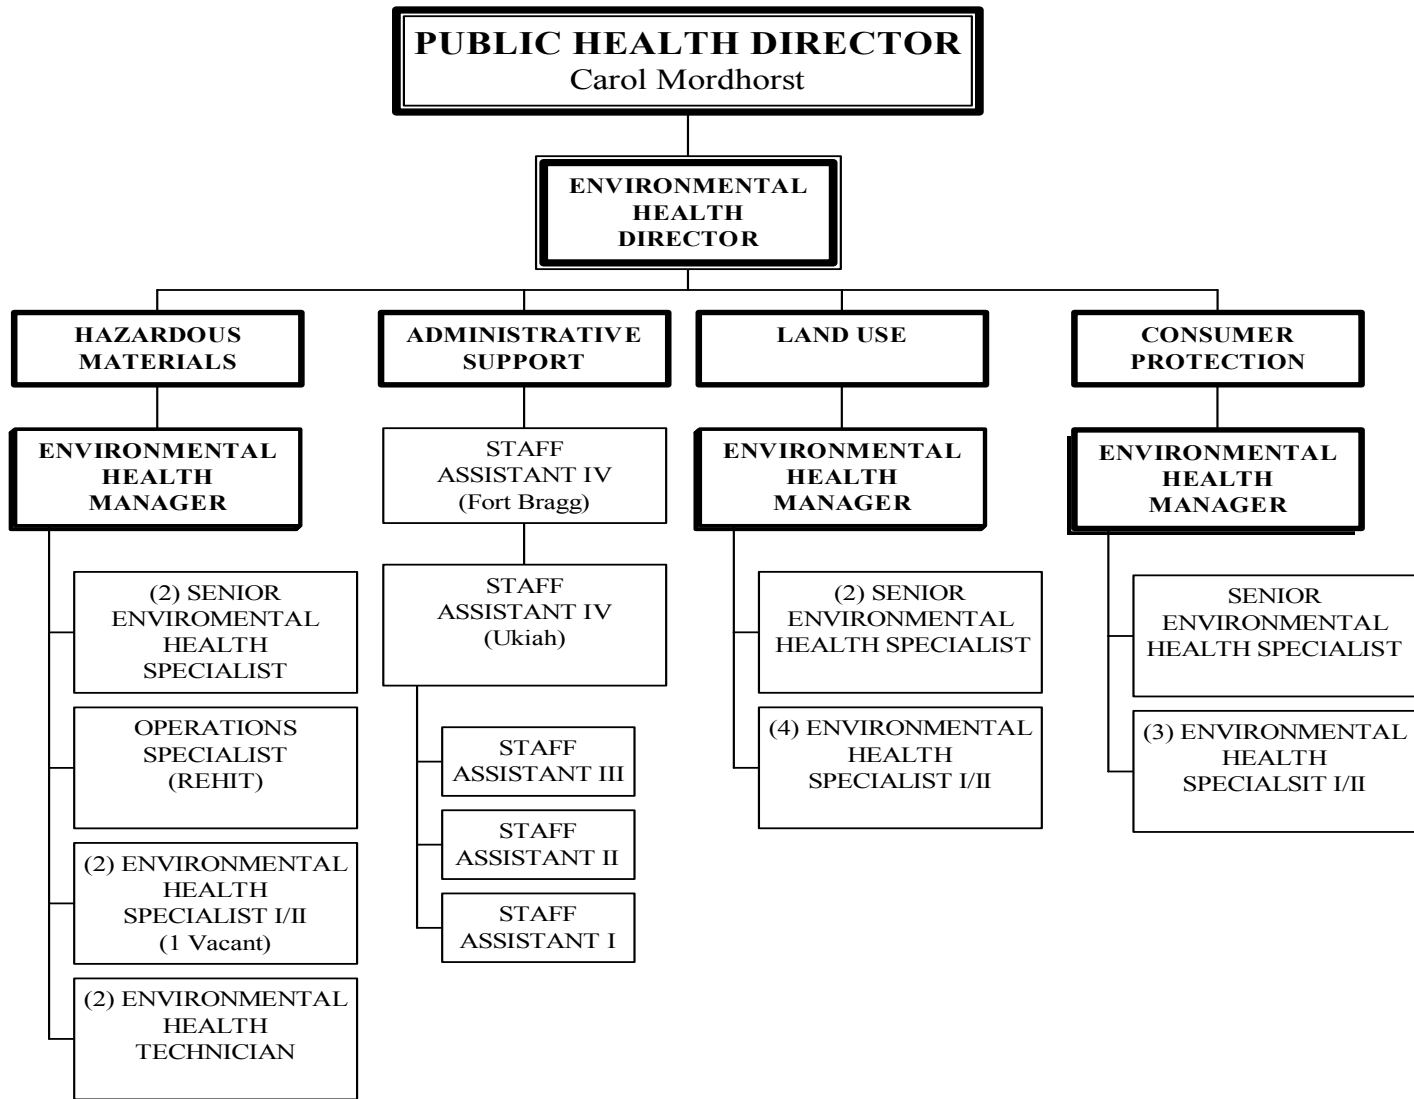 PUBLIC HEALTH DIRECTOR
Carol Mordhorst
ENVIRONMENTAL
HEALTH
DIRECTOR
HAZARDOUS
MATERIALS
ADMINISTRATIVE
SUPPORT
LAND USE
CONSUMER
PROTECTION
ENVIRONMENTAL
HEALTH
MANAGER
STAFF
ASSISTANT IV
(Fort Bragg)
ENVIRONMENTAL
HEALTH
MANAGER
ENVIRONMENTAL
HEALTH
MANAGER
(2) SENIOR
ENVIROMENTAL
HEALTH
SPECIALIST
OPERATIONS
SPECIALIST
(REHIT)
(2) ENVIRONMENTAL
HEALTH
SPECIALIST I/II
(1 Vacant)
(2) ENVIRONMENTAL
HEALTH
TECHNICIAN
STAFF
ASSISTANT IV
(Ukiah)
STAFF
ASSISTANT III
STAFF
ASSISTANT II
STAFF
ASSISTANT I
(2) SENIOR
ENVIRONMENTAL
HEALTH SPECIALIST
(4) ENVIRONMENTAL
HEALTH
SPECIALIST I/II
SENIOR
ENVIRONMENTAL
HEALTH SPECIALIST
(3) ENVIRONMENTAL
HEALTH
SPECIALSIT I/II